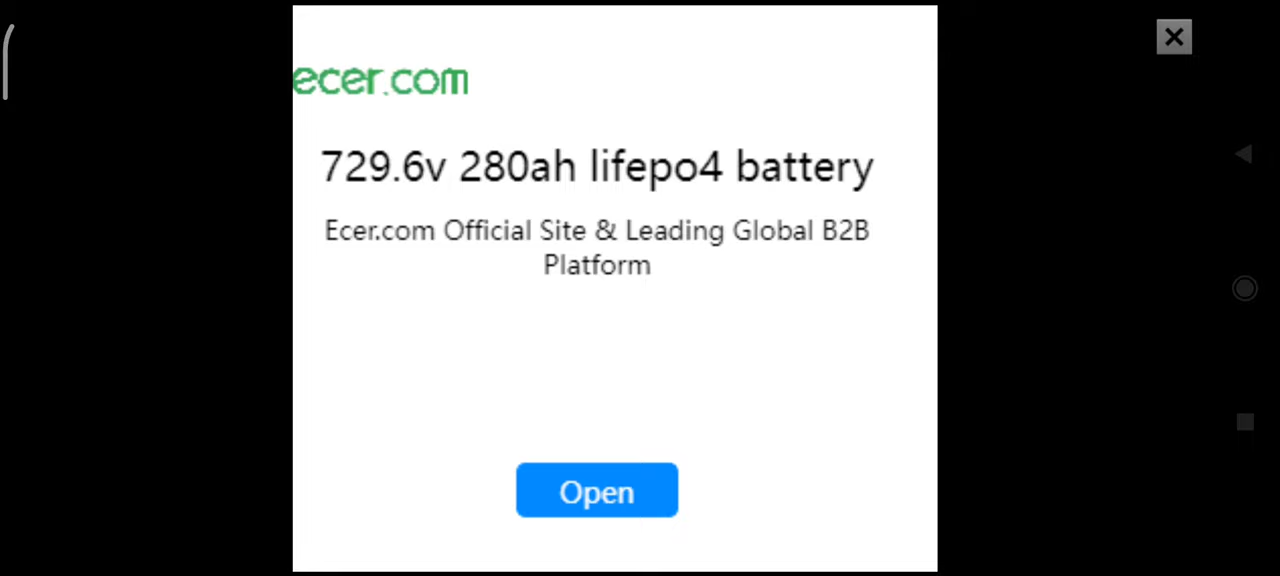 ecer.com
729.6v 280ah lifepo4 battery
Ecer.com Official Site & Leading Global B2B
Platform
Open